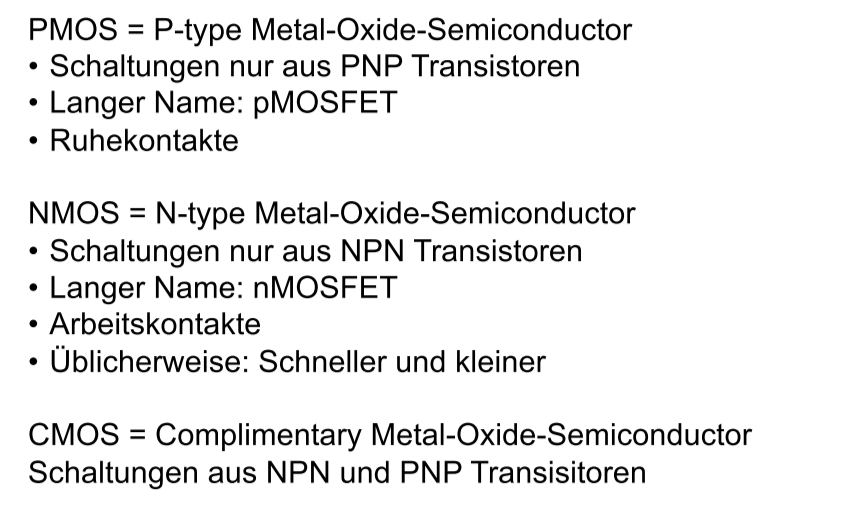 PMOS = P-type Metal-Oxide-Semiconductor
• Schaltungen nur aus PNP Transistoren
• Langer Name: pMOSFET
• Ruhekontakte
NMOS = N-type Metal-Oxide-Semiconductor
• Schaltungen nur aus NPN Transistoren
• Langer Name: nMOSFET
• Arbeitskontakte
• Üblicherweise: Schneller und kleiner
CMOS = Complimentary Metal-Oxide-Semiconductor
Schaltungen aus NPN und PNP Transisitoren